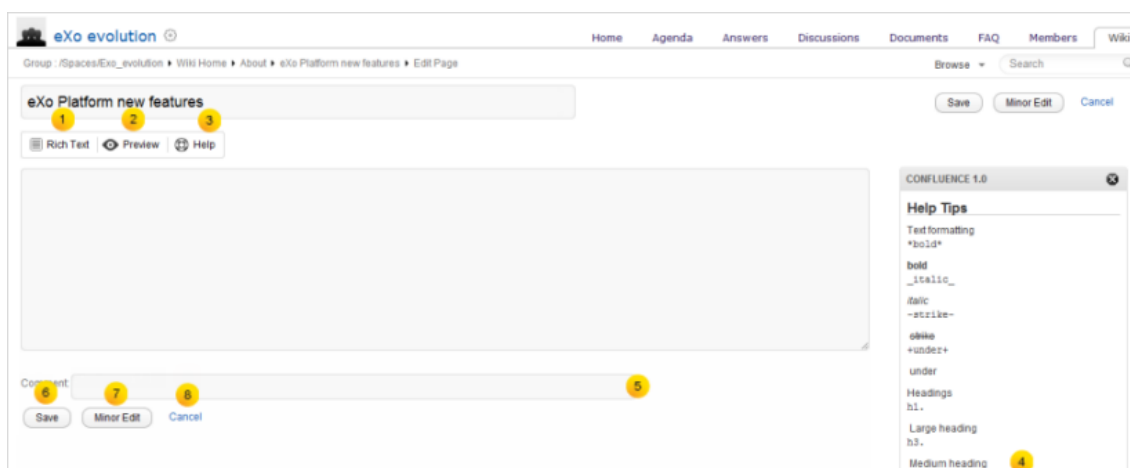 eXo evolution
Home Agenda Answers Discussions Documents FAQ Members Wiki
Group : /Spaces/Exo_evolution ▸ Wiki Home ▸ About ▸ eXo Platform new features ▸ Edit Page
Browse Search
eXo Platform new features
Save Minor Edit Cancel
1 2 3
Rich Text Preview Help
CONFLUENCE 1.0
Help Tips
Text formatting
*bold*
bold
_italic_
italic
-strike-
strike
+under+
under
Headings
h1.
Large heading
h3.
Medium heading
4
Comment:
5
6 7 8
Save Minor Edit Cancel